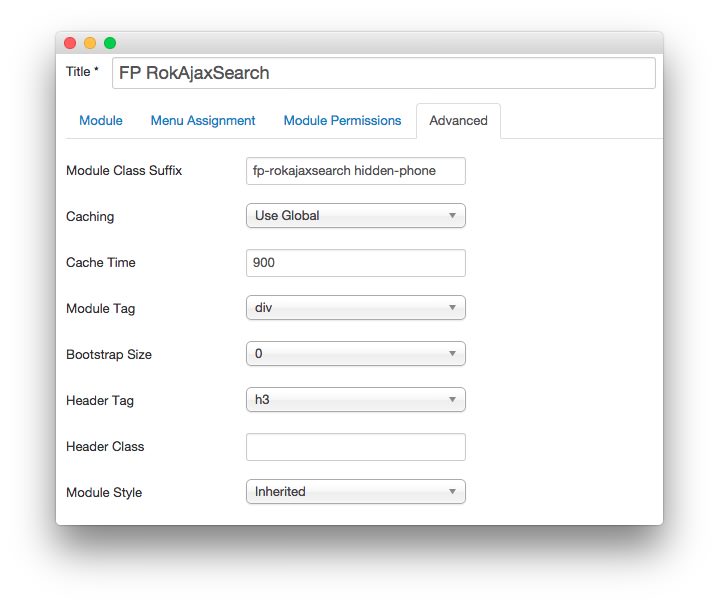 Title * FP RokAjaxSearch
Module Menu Assignment Module Permissions Advanced
Module Class Suffix fp-rokajaxsearch hidden-phone
Caching Use Global
Cache Time 900
Module Tag div
Bootstrap Size 0
Header Tag h3
Header Class
Module Style Inherited